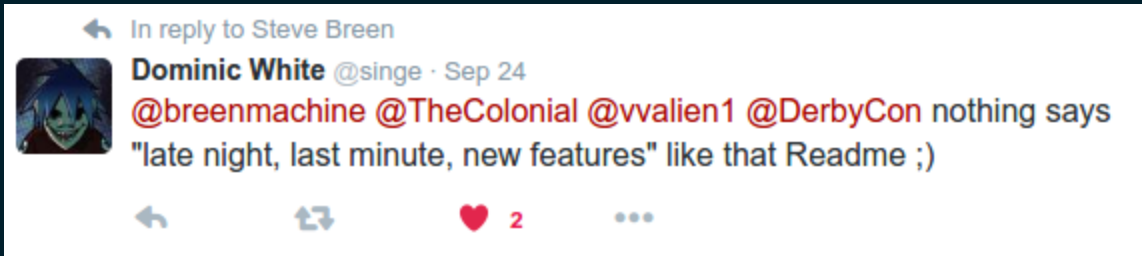 In reply to Steve Breen
Dominic White @singe · Sep 24
@breenmachine @TheColonial @vvalien1 @DerbyCon nothing says
"late night, last minute, new features" like that Readme ;)
2